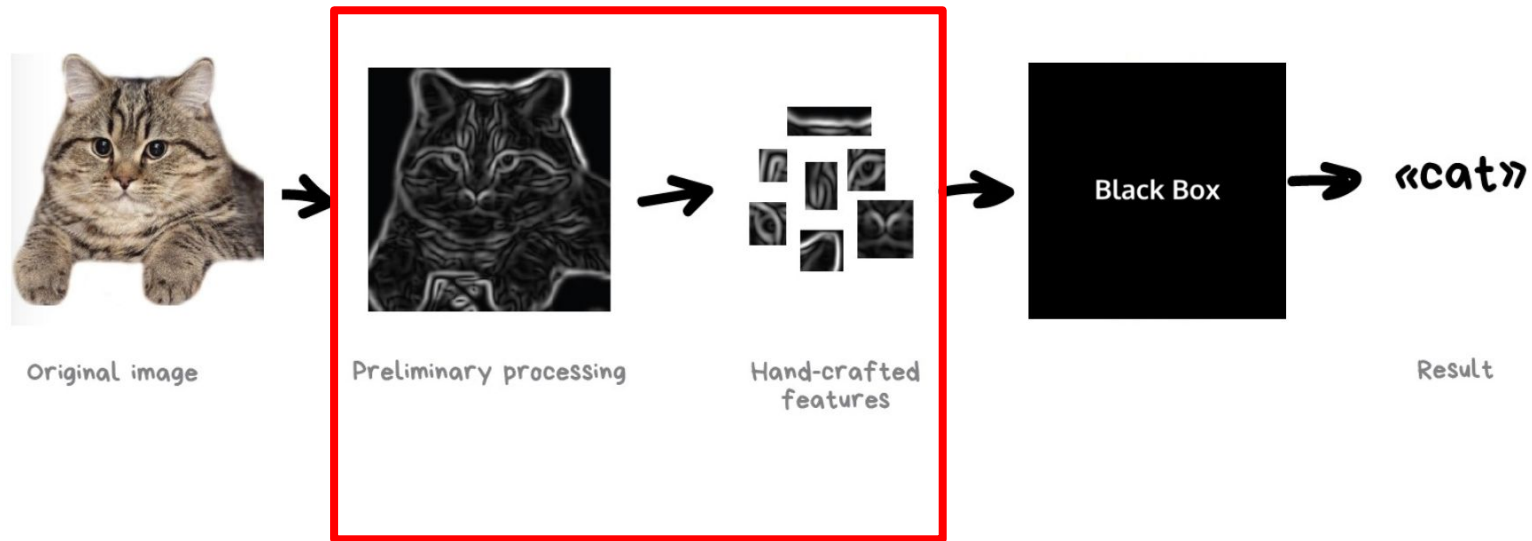 Black Box
«cat»
Original image
Preliminary processing
Hand-crafted
features
Result